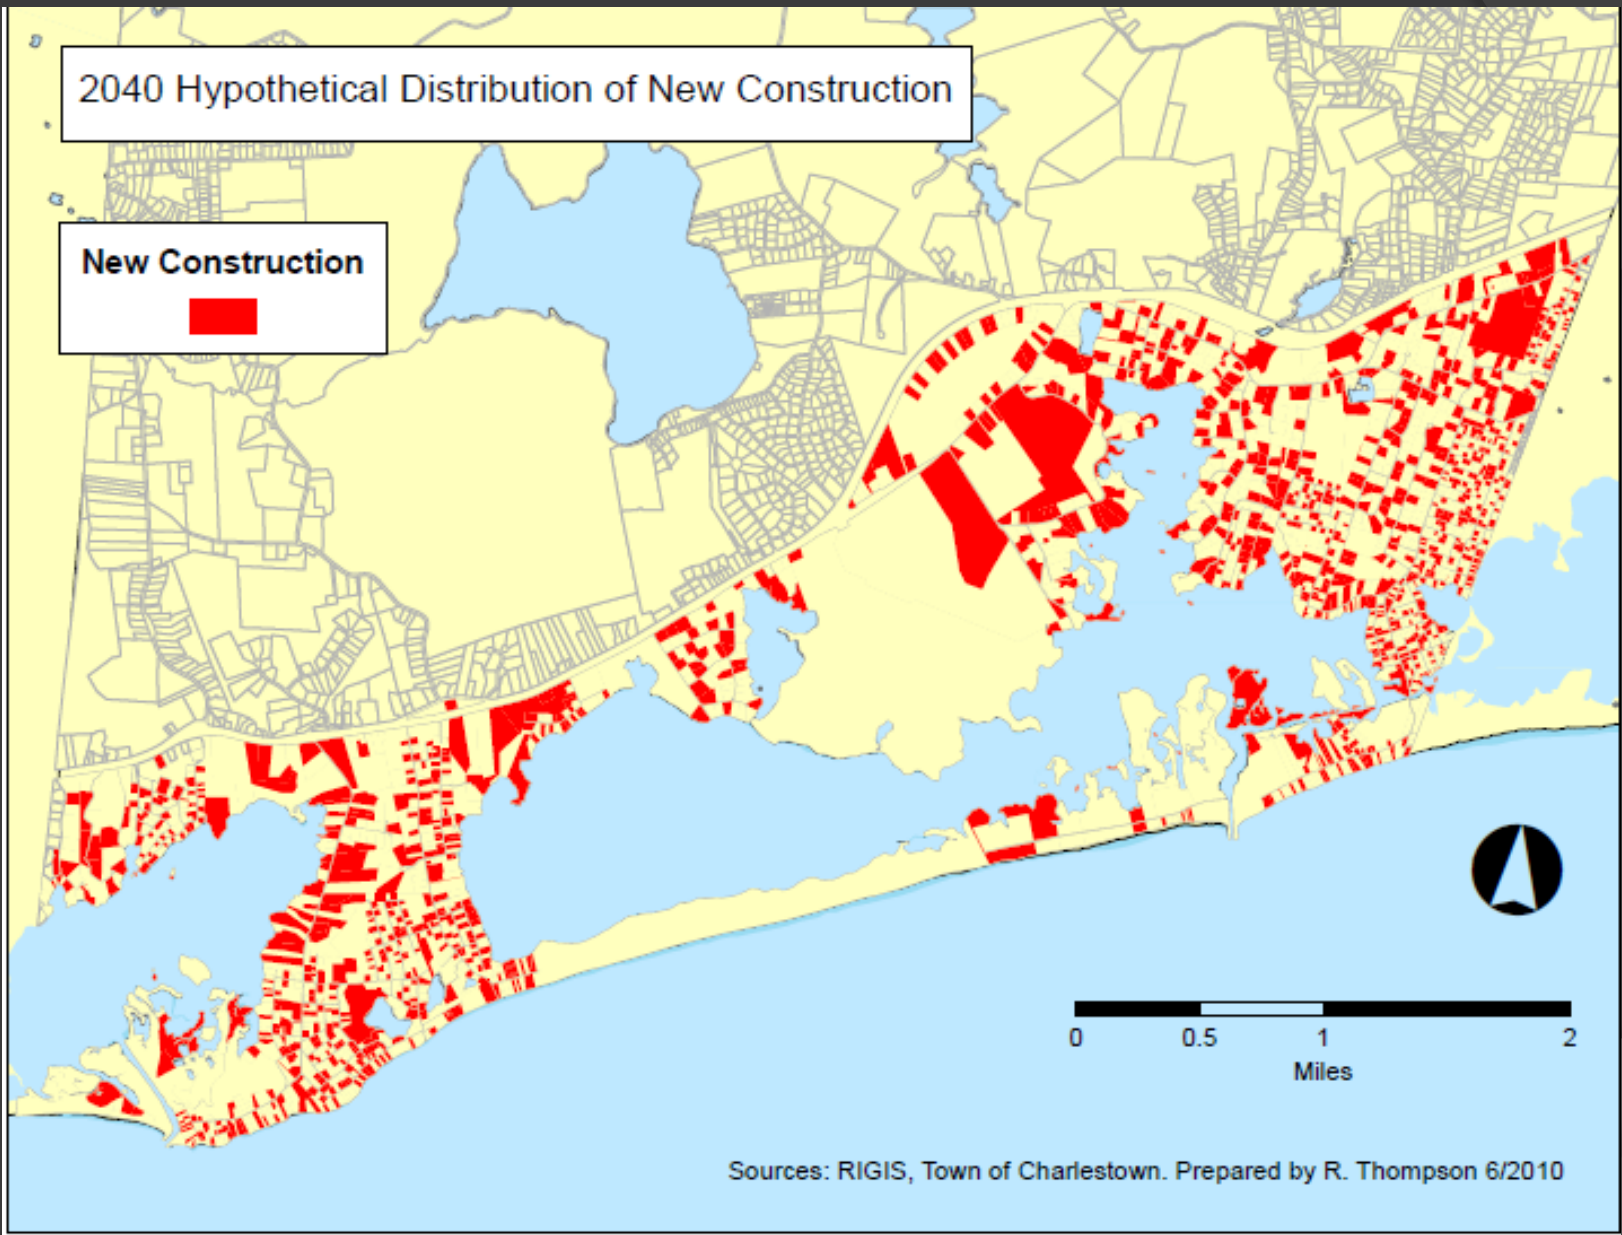 2040 Hypothetical Distribution of New Construction
New Construction
0 0.5 1 2
Miles
Sources: RIGIS, Town of Charlestown. Prepared by R. Thompson 6/2010